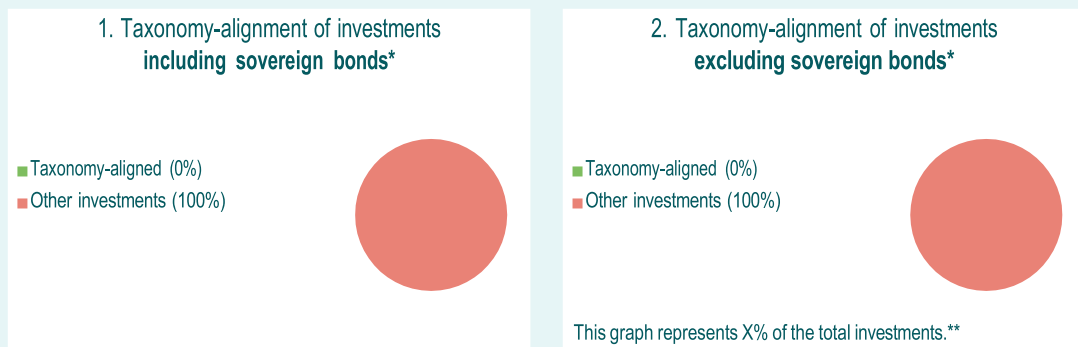 1. Taxonomy-alignment of investments
including sovereign bonds*
Taxonomy-aligned (0%)
Other investments (100%)
2. Taxonomy-alignment of investments
excluding sovereign bonds*
Taxonomy-aligned (0%)
Other investments (100%)
This graph represents X% of the total investments.**